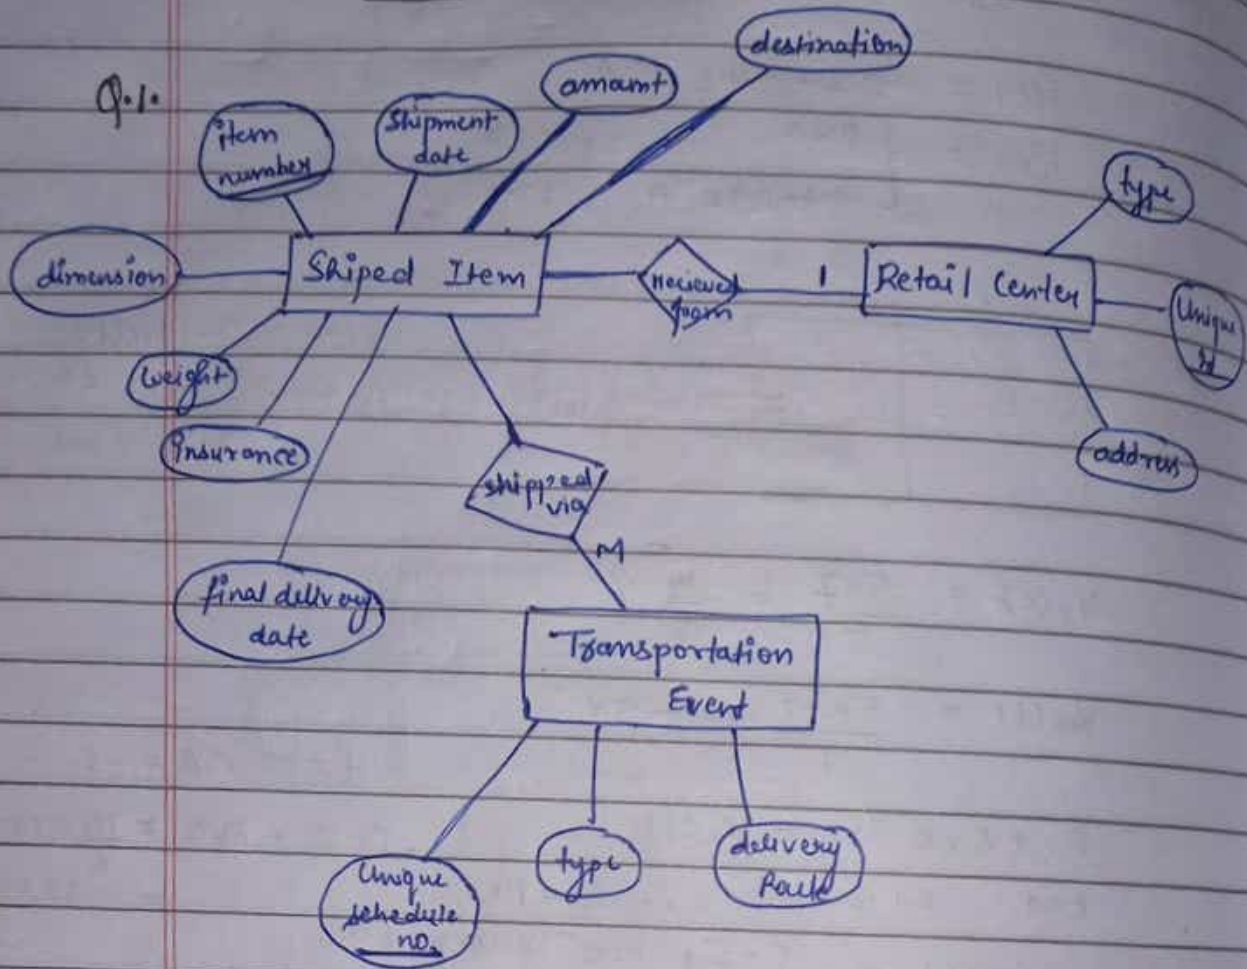 Q.1.
destination
amamt
item
number
Shipment
date
type
dimension
Shiped Item
recieved
from
1
Retail Center
Unique
id
weight
Insurance
address
shipped
via
M
final delivery
date
Transportation
Event
Unique
schedule
no.
type
delivery
Route